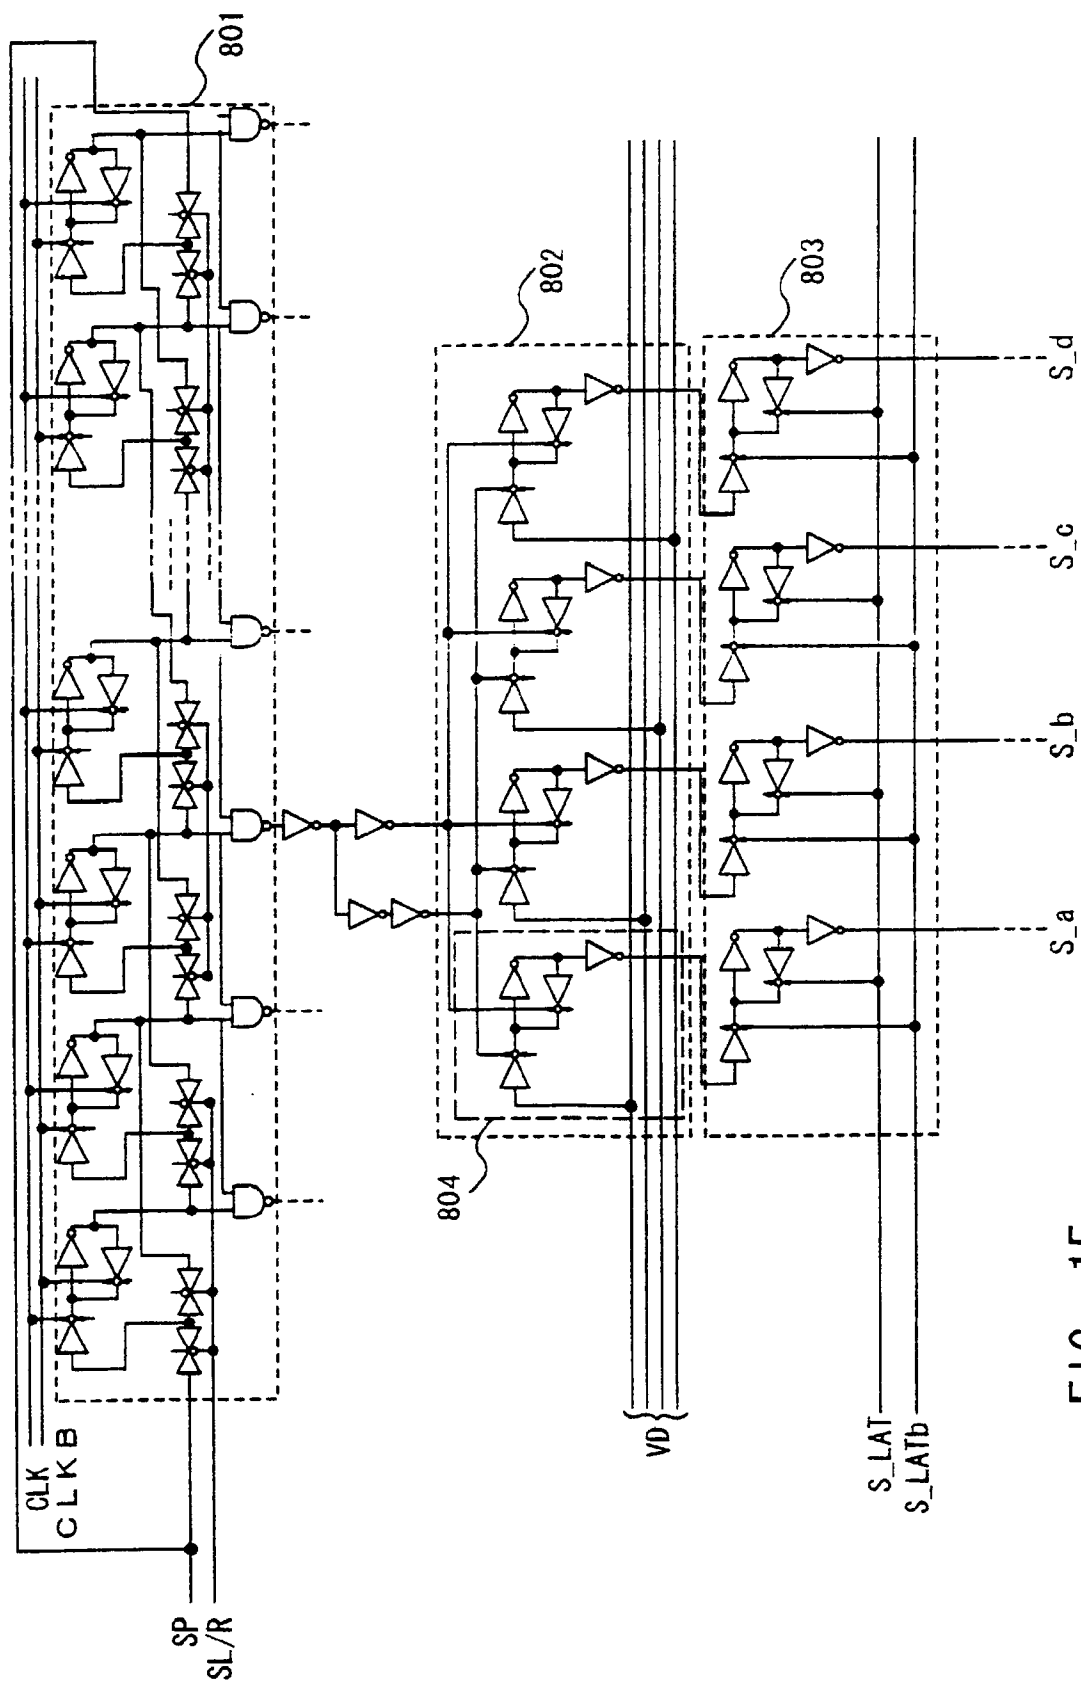 801
CLK
CLKB
SP
SL/R
802
804
VD
803
S_LAT
S_LATb
S_a
S_b
S_c
S_d